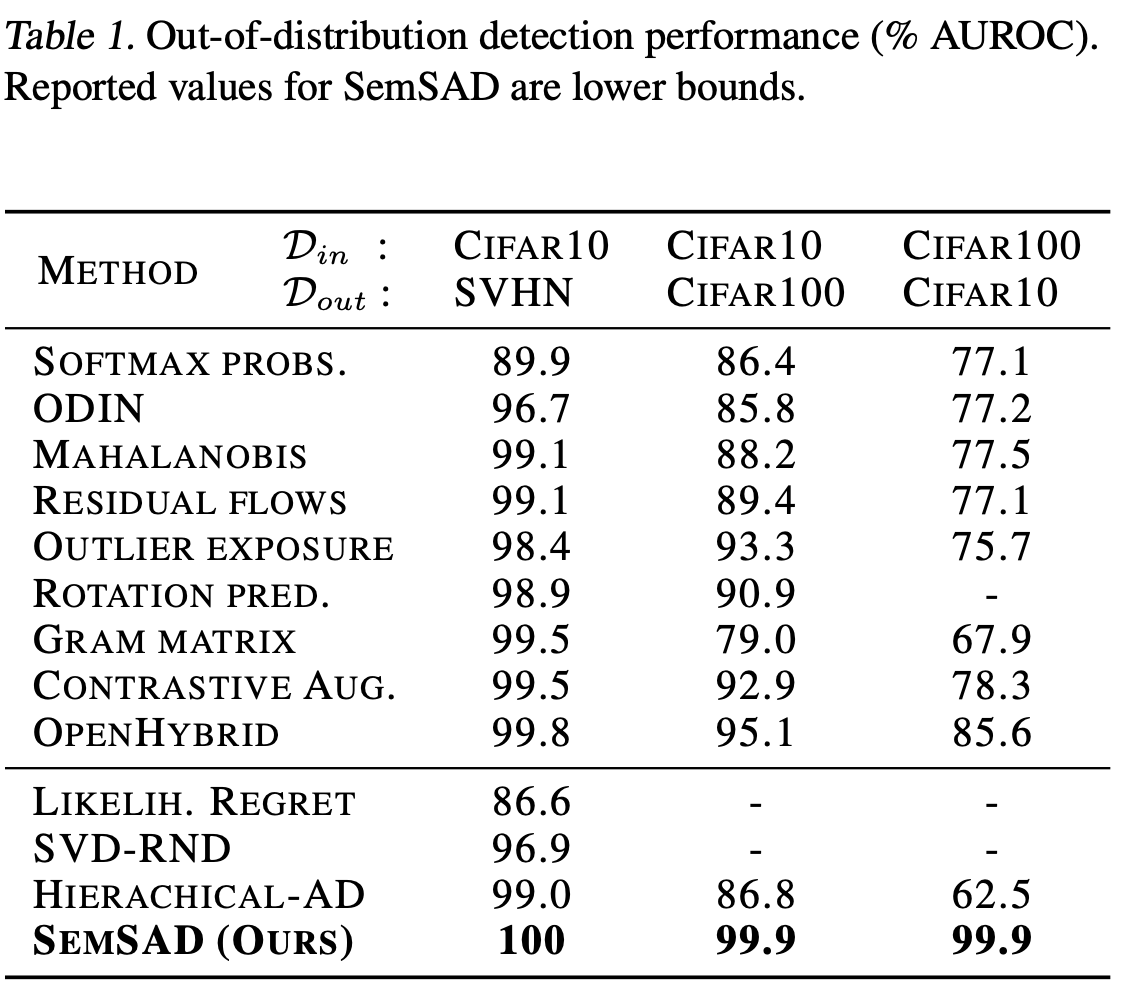 Table 1. Out-of-distribution detection performance (% AUROC).
Reported values for SemSAD are lower bounds.
METHOD
𝒟in : CIFAR10 CIFAR10 CIFAR100
𝒟out : SVHN CIFAR100 CIFAR10
SOFTMAX PROBS. 89.9 86.4 77.1
ODIN 96.7 85.8 77.2
MAHALANOBIS 99.1 88.2 77.5
RESIDUAL FLOWS 99.1 89.4 77.1
OUTLIER EXPOSURE 98.4 93.3 75.7
ROTATION PRED. 98.9 90.9 -
GRAM MATRIX 99.5 79.0 67.9
CONTRASTIVE AUG. 99.5 92.9 78.3
OPENHYBRID 99.8 95.1 85.6
LIKELIH. REGRET 86.6 - -
SVD-RND 96.9 - -
HIERACHICAL-AD 99.0 86.8 62.5
SEMSAD (OURS) 100 99.9 99.9